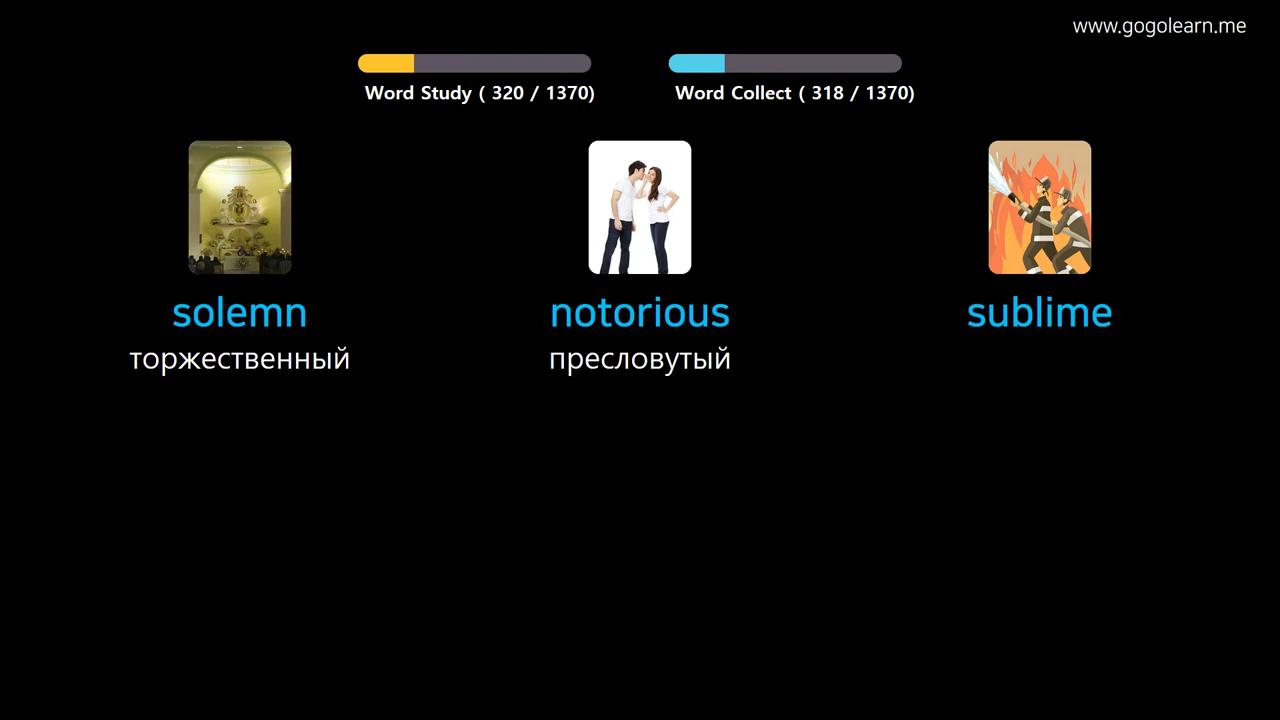 www.gogolearn.me
Word Study ( 320 / 1370)
Word Collect ( 318 / 1370)
solemn
notorious
sublime
торжественный
пресловутый